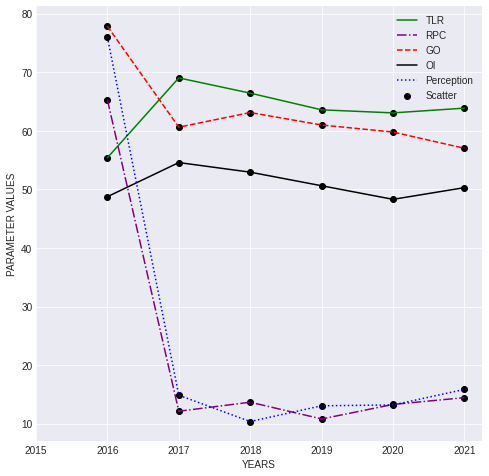 80
70
60
50
40
30
20
10
PARAMETER VALUES
TLR
RPC
GO
OI
Perception
Scatter
2015 2016 2017 2018 2019 2020 2021
YEARS